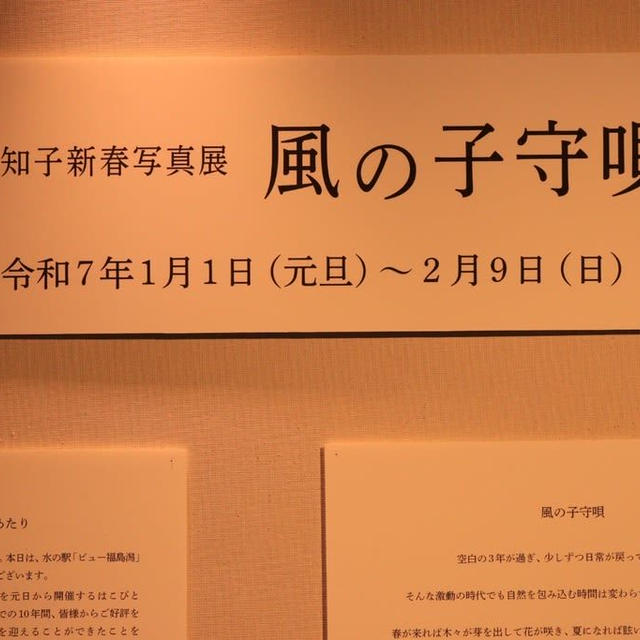 知子新春写真展 風の子守唄
令和7年1月1日(元旦)～2月9日(日)
あたり
。本日は、水の駅「ビュー福島潟」
ございます。
を元日から開催するはこびと
での10年間、皆様からご好評を
を迎えることができたことを
風の子守唄
空白の3年が過ぎ、少しずつ日常が戻って
そんな激動の時代でも自然を包み込む時間は変わらず
春が来れば木々が芽を出して花が咲き、夏になれば眩い